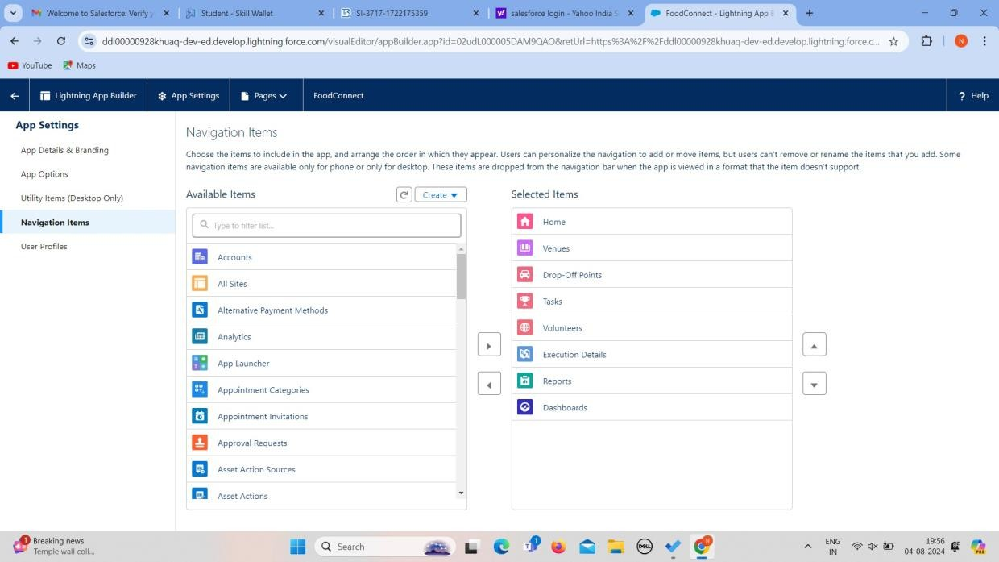 Welcome to Salesforce: Verify y
Student - Skill Wallet
SI-3717-1722175359
salesforce login - Yahoo India S
FoodConnect - Lightning App E
ddl00000928khuaq-dev-ed.develop.lightning.force.com/visualEditor/appBuilder.app?id=02udL000005DAM9QAO&retUrl=https%3A%2F%2Fddl00000928khuaq-dev-ed.develop.lightning.force.c...
N
YouTube
Maps
Lightning App Builder
App Settings
Pages
FoodConnect
? Help
App Settings
App Details & Branding
App Options
Utility Items (Desktop Only)
Navigation Items
User Profiles
Navigation Items
Choose the items to include in the app, and arrange the order in which they appear. Users can personalize the navigation to add or move items, but users can't remove or rename the items that you add. Some
navigation items are available only for phone or only for desktop. These items are dropped from the navigation bar when the app is viewed in a format that the item doesn't support.
Available Items
Create
Type to filter list...
Accounts
All Sites
Alternative Payment Methods
Analytics
App Launcher
Appointment Categories
Appointment Invitations
Approval Requests
Asset Action Sources
Asset Actions
Selected Items
Home
Venues
Drop-Off Points
Tasks
Volunteers
Execution Details
Reports
Dashboards
1
Breaking news
Temple wall coll...
Search
1
DELL
N
ENG
IN
19:56
04-08-2024
PRE